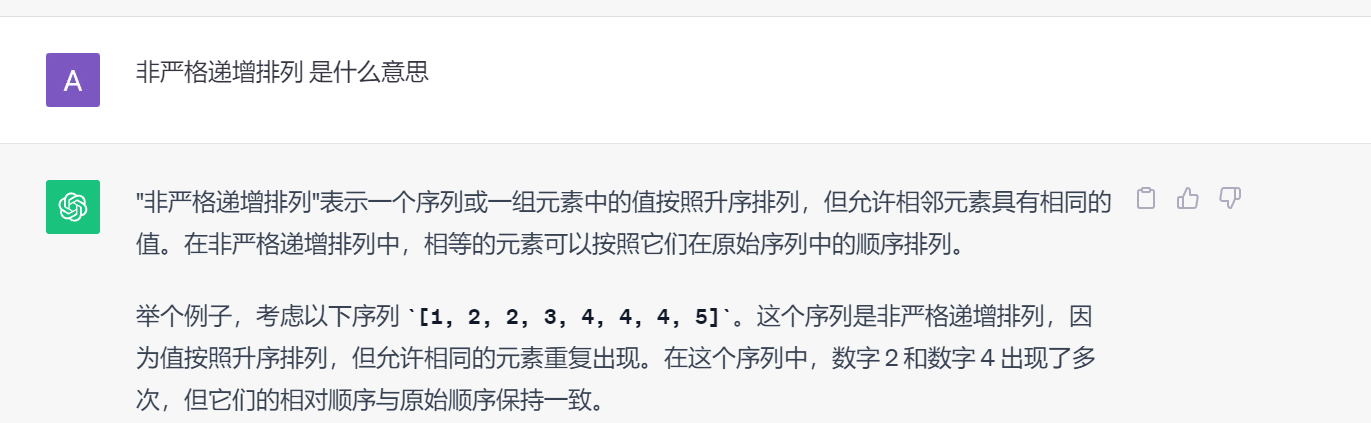 A
非严格递增排列 是什么意思
"非严格递增排列"表示一个序列或一组元素中的值按照升序排列，但允许相邻元素具有相同的
值。在非严格递增排列中，相等的元素可以按照它们在原始序列中的顺序排列。
举个例子，考虑以下序列 `[1, 2, 2, 3, 4, 4, 4, 5]`。这个序列是非严格递增排列，因
为值按照升序排列，但允许相同的元素重复出现。在这个序列中，数字 2 和数字 4 出现了多
次，但它们的相对顺序与原始顺序保持一致。